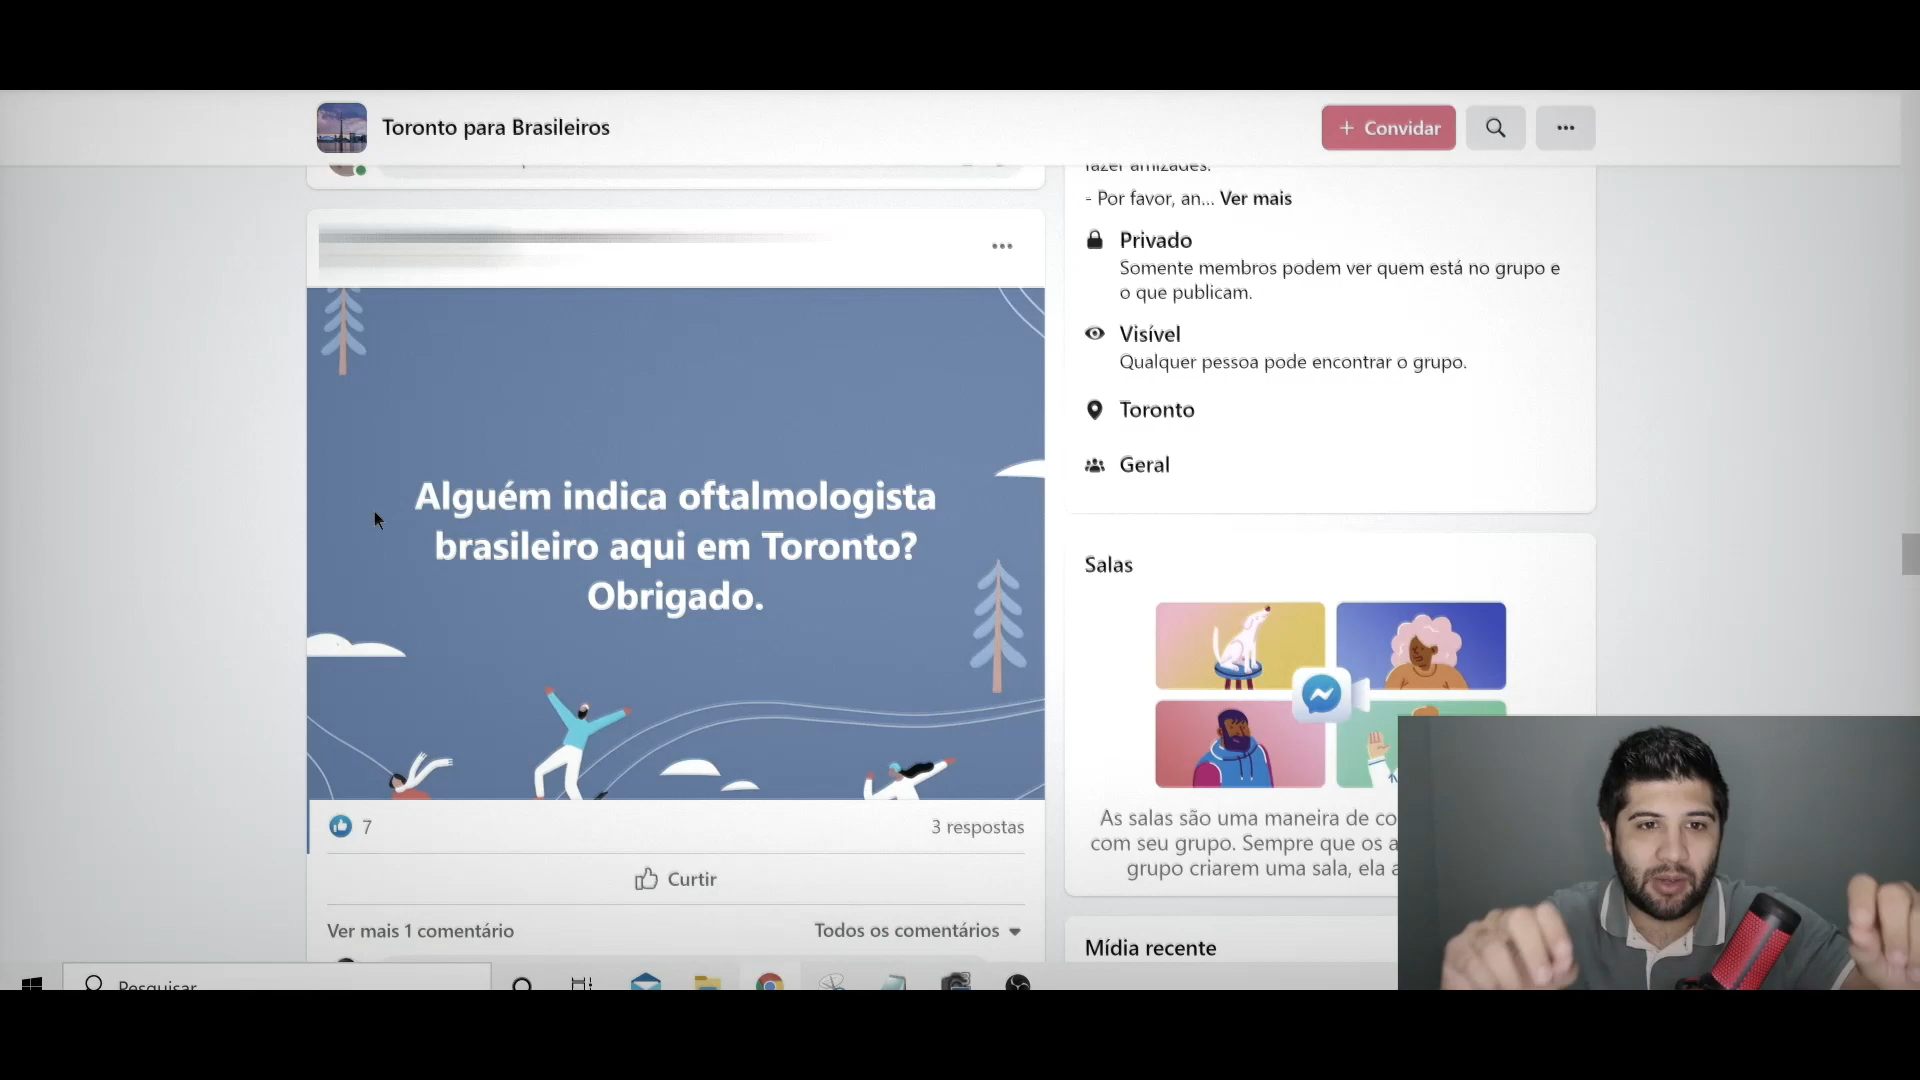 Toronto para Brasileiros
+ Convidar
fazer amizades.
- Por favor, an... Ver mais
Privado
Somente membros podem ver quem está no grupo e
o que publicam.
Visível
Qualquer pessoa pode encontrar o grupo.
Toronto
Geral
Alguém indica oftalmologista
brasileiro aqui em Toronto?
Obrigado.
7
3 respostas
Curtir
Ver mais 1 comentário
Todos os comentários
Salas
As salas são uma maneira de co
com seu grupo. Sempre que os a
grupo criarem uma sala, ela a
Mídia recente
Pesquisar